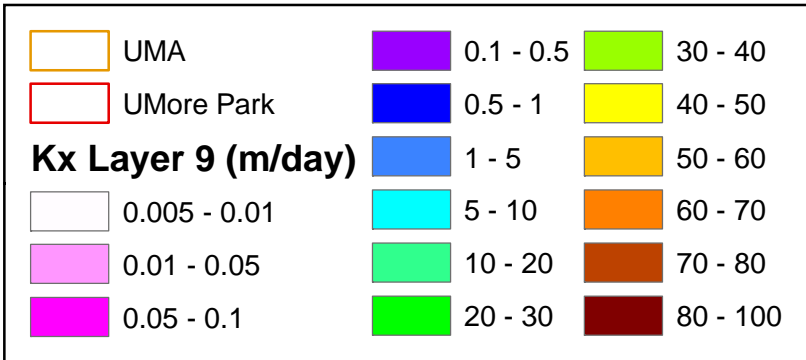 UMA
UMore Park
Kx Layer 9 (m/day)
0.005 - 0.01
0.01 - 0.05
0.05 - 0.1
0.1 - 0.5
0.5 - 1
1 - 5
5 - 10
10 - 20
20 - 30
30 - 40
40 - 50
50 - 60
60 - 70
70 - 80
80 - 100